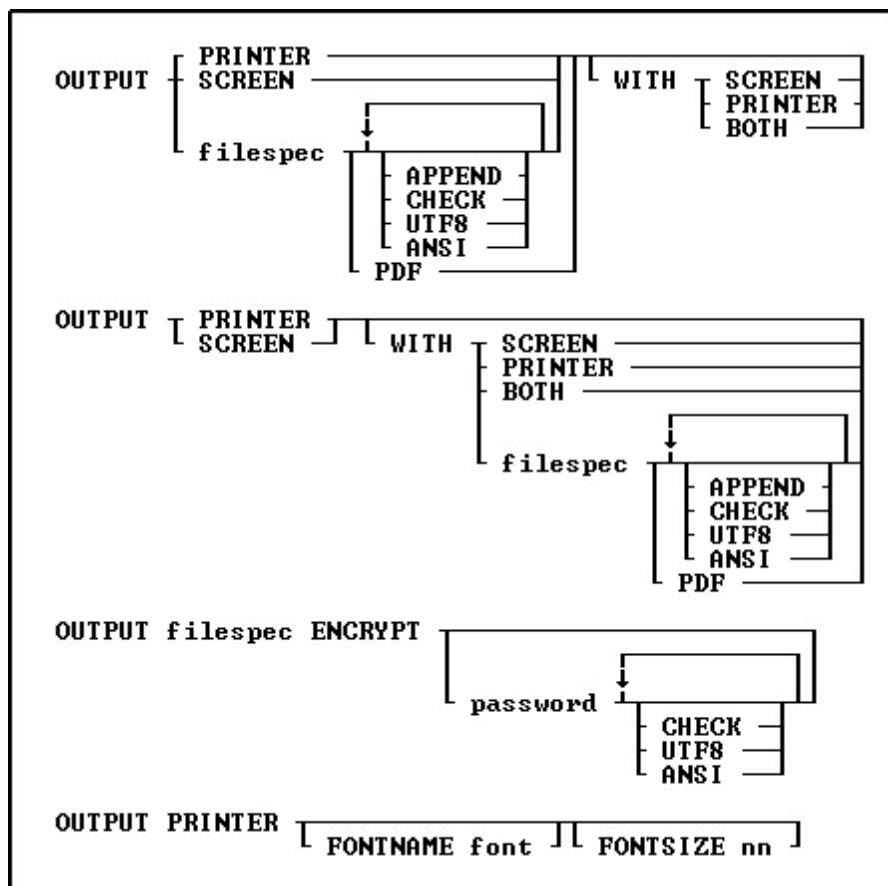 PRINTER
OUTPUT SCREEN WITH SCREEN
PRINTER
BOTH
filespec
APPEND
CHECK
UTF8
ANSI
PDF
OUTPUT PRINTER
SCREEN WITH SCREEN
PRINTER
BOTH
filespec
APPEND
CHECK
UTF8
ANSI
PDF
OUTPUT filespec ENCRYPT
password
CHECK
UTF8
ANSI
OUTPUT PRINTER
FONTNAME font FONTSIZE nn